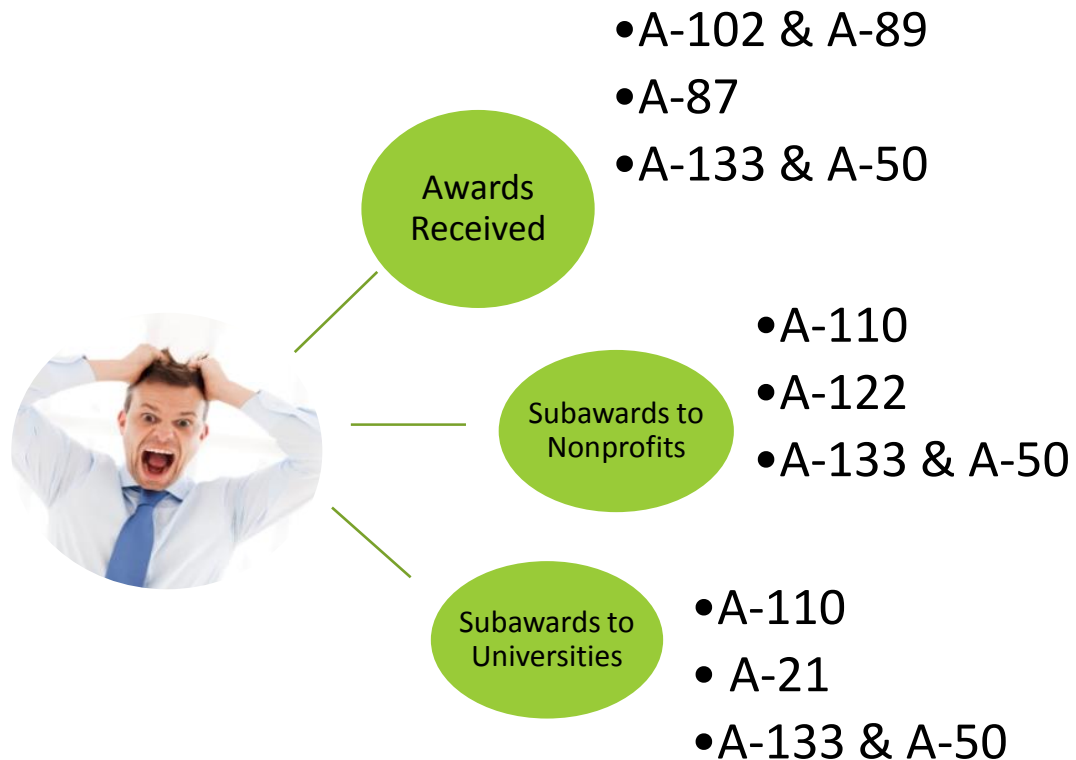 •A-102 & A-89
•A-87
•A-133 & A-50
Awards
Received
•A-110
•A-122
•A-133 & A-50
Subawards to
Nonprofits
•A-110
• A-21
•A-133 & A-50
Subawards to
Universities